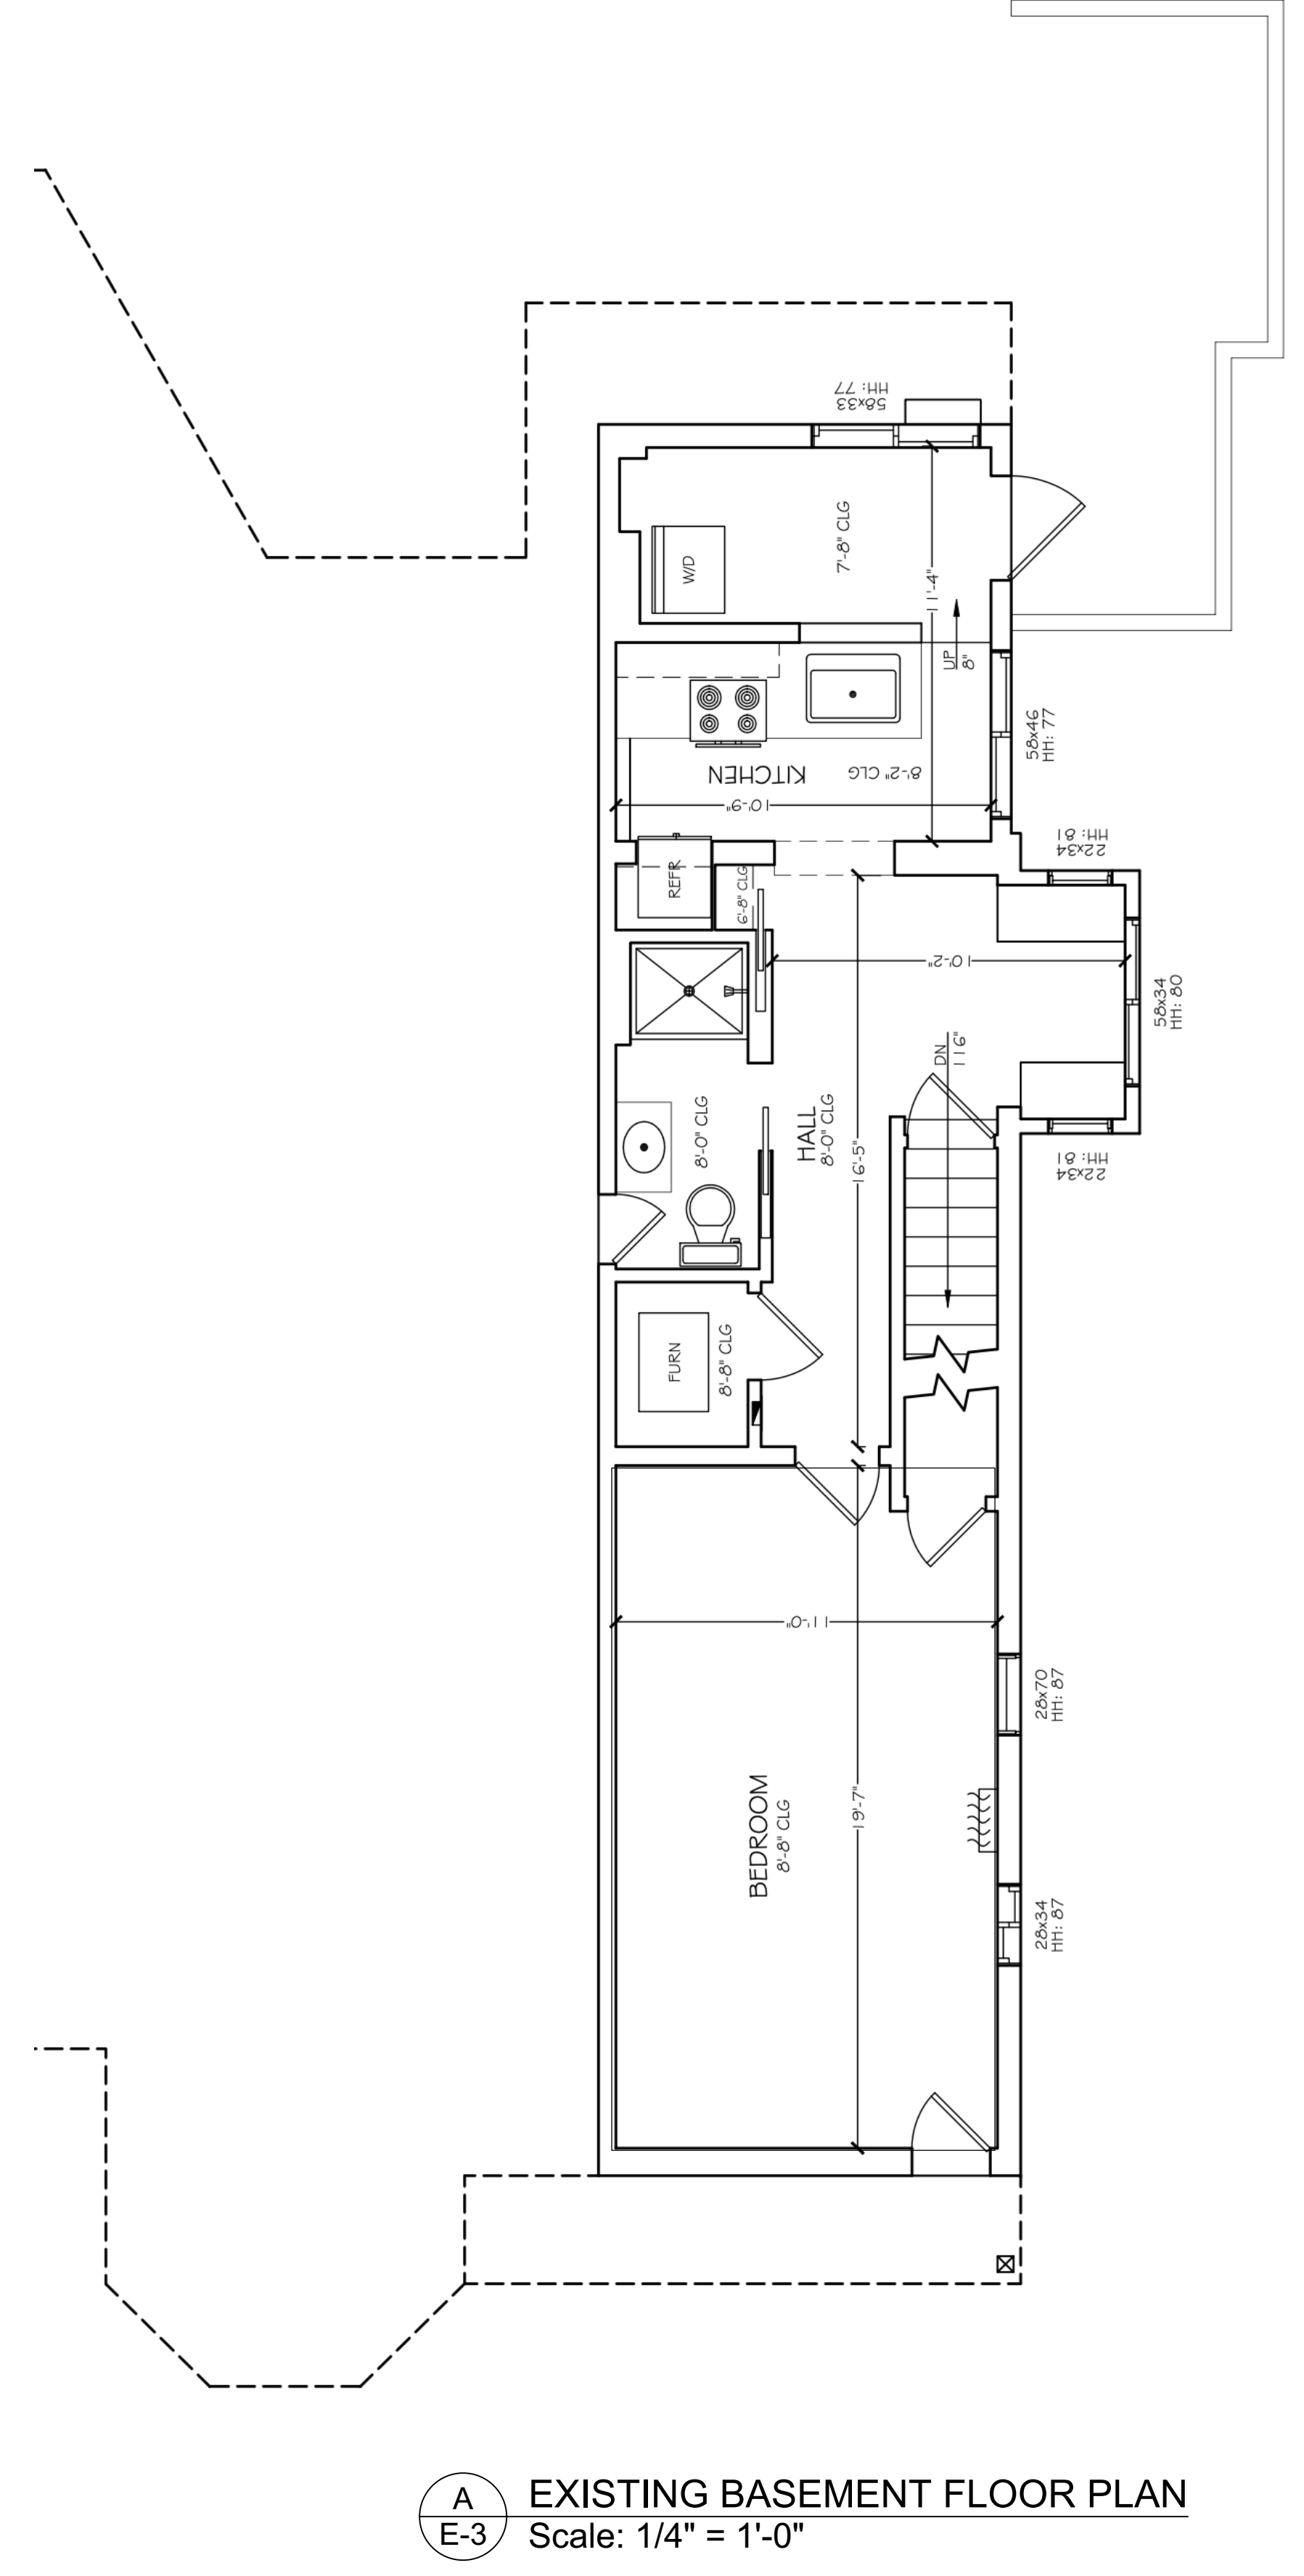 58x33
HH: 77
W/D
7'-8" CLG
11'-4"
UP
8"
58x46
HH: 77
KITCHEN
8'-2" CLG
10'-9"
22x34
HH: 81
REFR
6'-8" CLG
10'-2"
58x34
HH: 80
DN
116"
8'-0" CLG
HALL
8'-0" CLG
16'-5"
22x34
HH: 81
FURN
8'-8" CLG
11'-0"
28x70
HH: 87
BEDROOM
8'-8" CLG
19'-7"
28x34
HH: 87
A
E-3
EXISTING BASEMENT FLOOR PLAN
Scale: 1/4" = 1'-0"